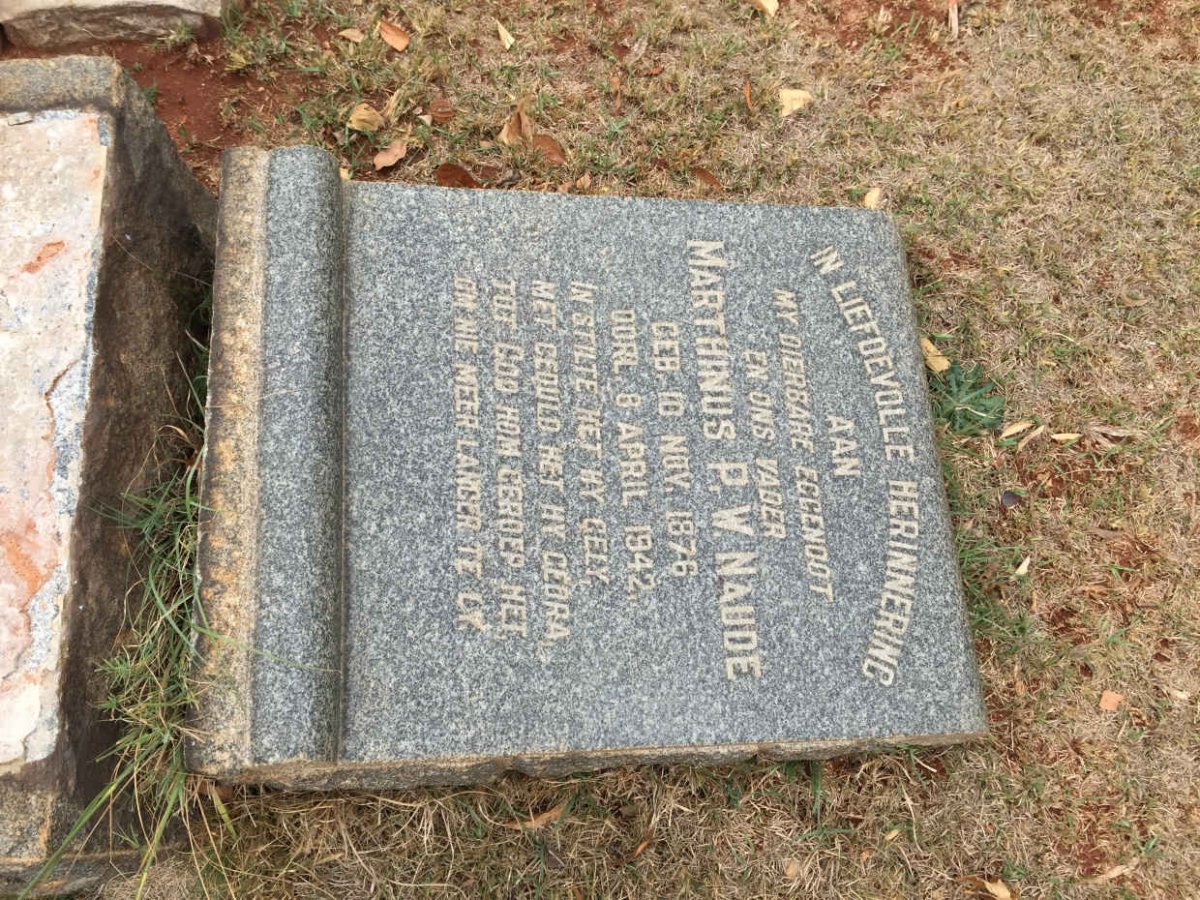 IN LIEFDEVOLLE HERINNERING
AAN
MY DIERBARE EGGENOOT
EN ONS VADER
MARTHINUS P. V. NAUDE
GEB. 10 NOV. 1876
OORL. 8 APRIL 1942.
IN STILTE HET HY GELY
MET GEDULD HET HY GEDRA
TOE GOD HOM GEROEP HET
OM NIE MEER LANGER TE LY